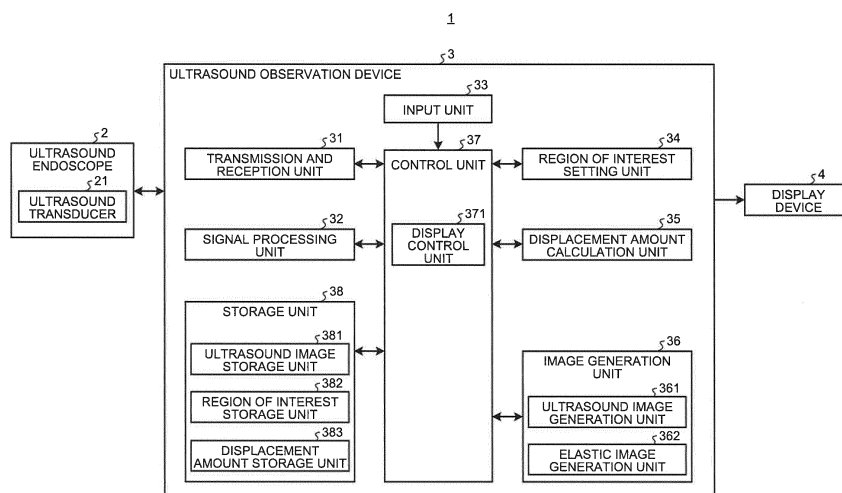 1
3
ULTRASOUND OBSERVATION DEVICE
33
INPUT UNIT
2
ULTRASOUND
ENDOSCOPE
21
ULTRASOUND
TRANSDUCER
31
TRANSMISSION AND
RECEPTION UNIT
37
CONTROL UNIT
34
REGION OF INTEREST
SETTING UNIT
4
DISPLAY
DEVICE
32
SIGNAL PROCESSING
UNIT
371
DISPLAY
CONTROL
UNIT
35
DISPLACEMENT AMOUNT
CALCULATION UNIT
38
STORAGE UNIT
381
ULTRASOUND IMAGE
STORAGE UNIT
382
REGION OF INTEREST
STORAGE UNIT
383
DISPLACEMENT
AMOUNT STORAGE UNIT
36
IMAGE GENERATION
UNIT
361
ULTRASOUND IMAGE
GENERATION UNIT
362
ELASTIC IMAGE
GENERATION UNIT